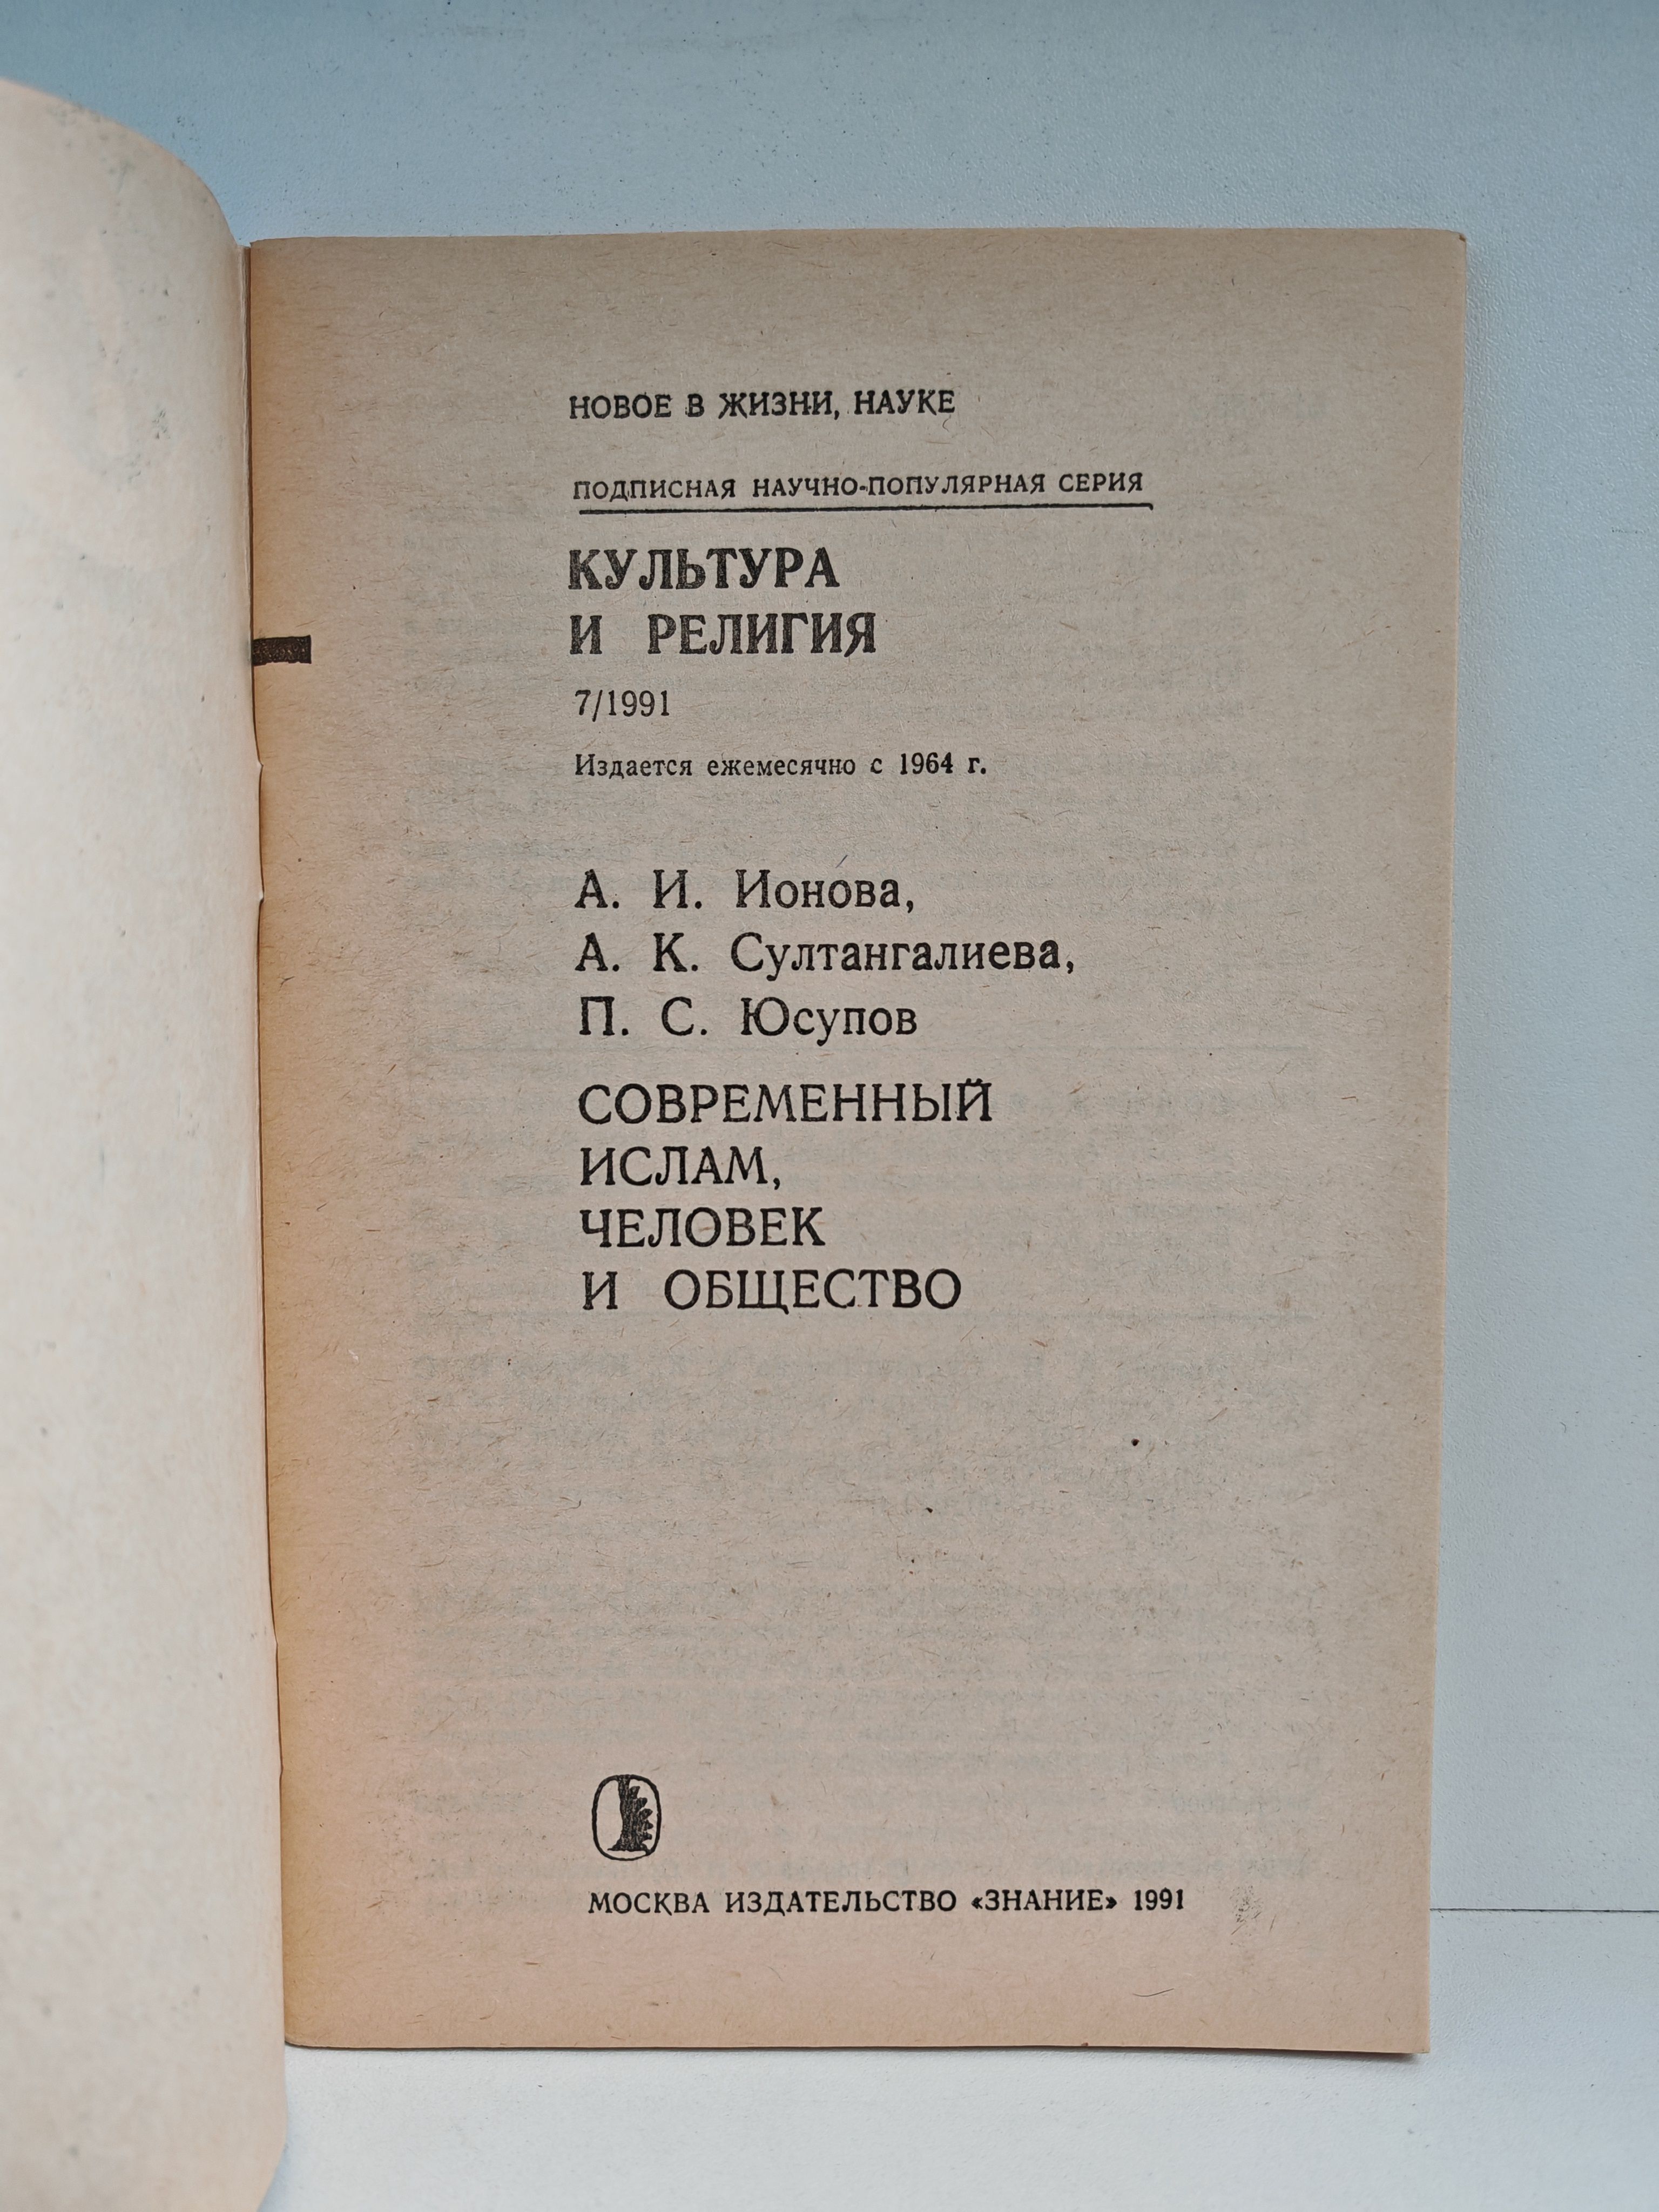 НОВОЕ В ЖИЗНИ, НАУКЕ
ПОДПИСНАЯ НАУЧНО-ПОПУЛЯРНАЯ СЕРИЯ
КУЛЬТУРА
И РЕЛИГИЯ
7/1991
Издается ежемесячно с 1964 г.
А. И. Ионова,
А. К. Султангалиева,
П. С. Юсупов
СОВРЕМЕННЫЙ
ИСЛАМ,
ЧЕЛОВЕК
И ОБЩЕСТВО
МОСКВА ИЗДАТЕЛЬСТВО «ЗНАНИЕ» 1991